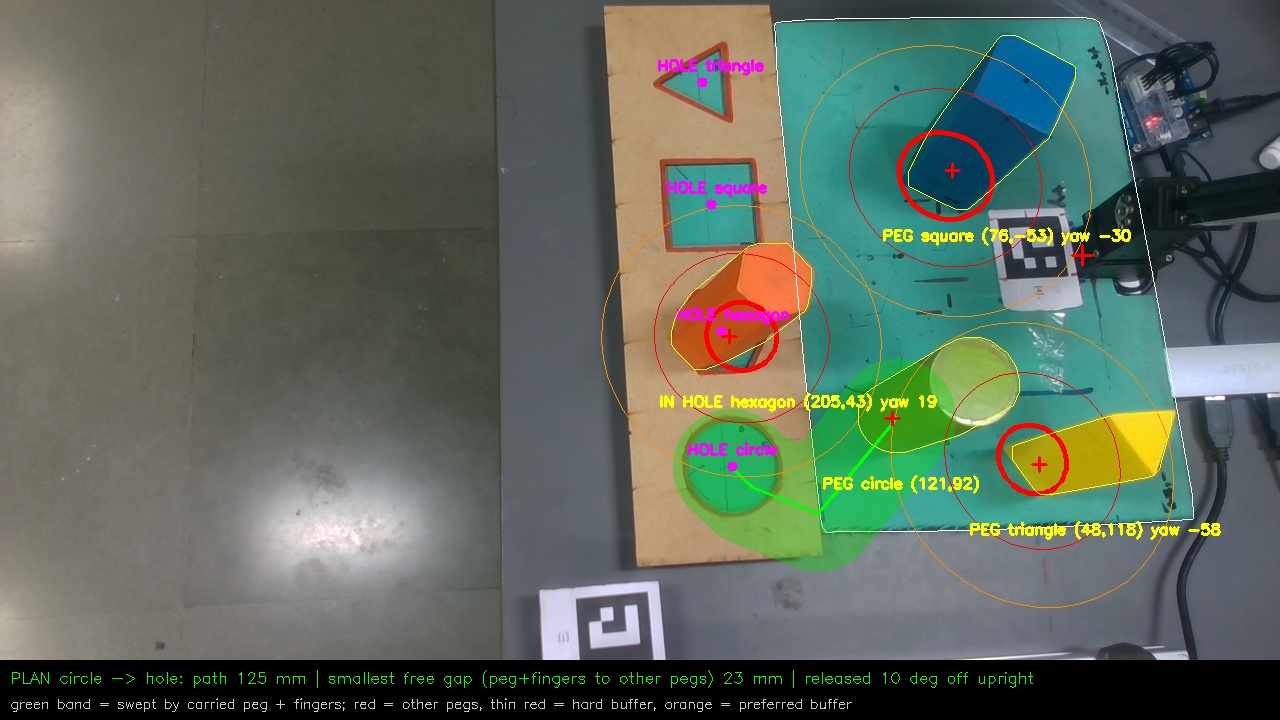 HOLE triangle
HOLE square
PEG square (76,-53) yaw -30
HOLE hexagon
IN HOLE hexagon (205,43) yaw 19
HOLE circle
PEG circle (121,92)
PEG triangle (48,118) yaw -58
PLAN circle -> hole: path 125 mm | smallest free gap (peg+fingers to other pegs) 23 mm | released 10 deg off upright
green band = swept by carried peg + fingers; red = other pegs, thin red = hard buffer, orange = preferred buffer